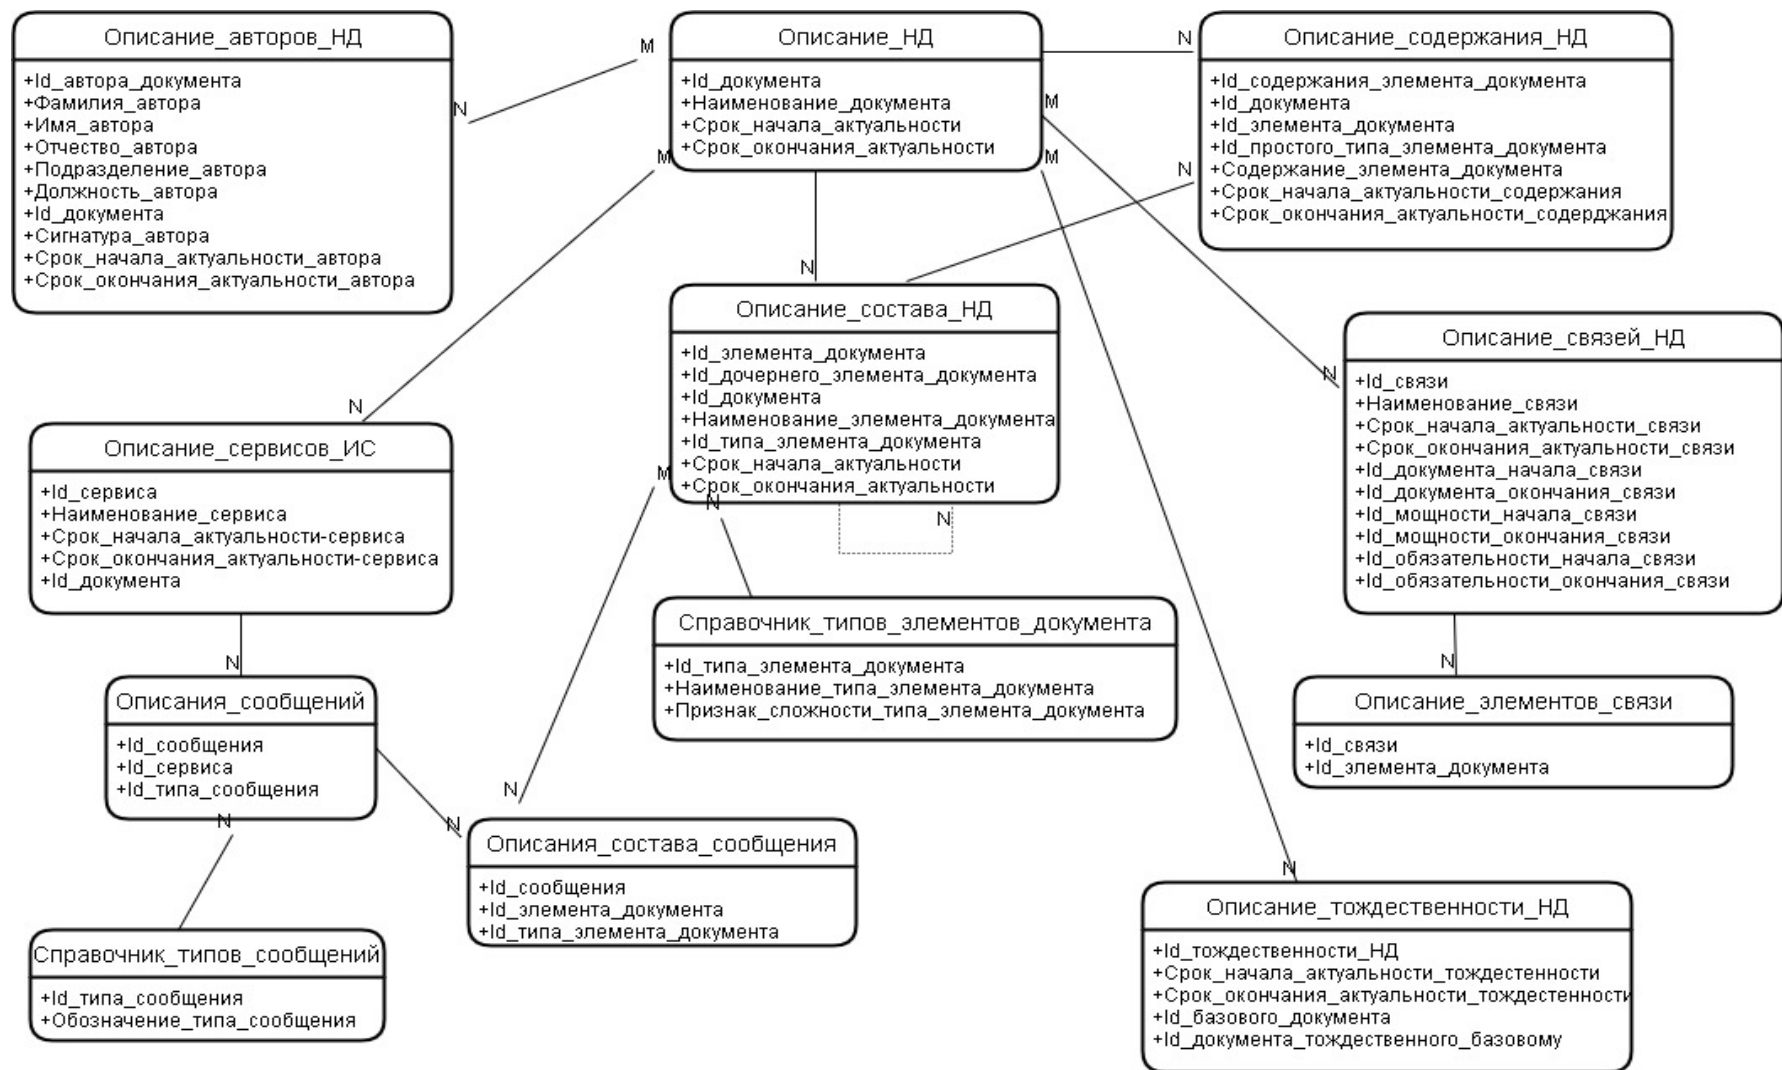 Описание_авторов_НД
+Id_автора_документа
+Фамилия_автора
+Имя_автора
+Отчество_автора
+Подразделение_автора
+Должность_автора
+Id_документа
+Сигнатура_автора
+Срок_начала_актуальности_автора
+Срок_окончания_актуальности_автора
N
M
Описание_НД
+Id_документа
+Наименование_документа
+Срок_начала_актуальности
+Срок_окончания_актуальности
M
M
M
N
N
Описание_содержания_НД
+Id_содержания_элемента_документа
+Id_документа
+Id_элемента_документа
+Id_простого_типа_элемента_документа
+Содержание_элемента_документа
+Срок_начала_актуальности_содержания
+Срок_окончания_актуальности_содерджания
N
Описание_состава_НД
+Id_элемента_документа
+Id_дочернего_элемента_документа
+Id_документа
+Наименование_элемента_документа
+Id_типа_элемента_документа
+Срок_начала_актуальности
+Срок_окончания_актуальности
M
N
N
N
Описание_связей_НД
+Id_связи
+Наименование_связи
+Срок_начала_актуальности_связи
+Срок_окончания_актуальности_связи
+Id_документа_начала_связи
+Id_документа_окончания_связи
+Id_мощности_начала_связи
+Id_мощности_окончания_связи
+Id_обязательности_начала_связи
+Id_обязательности_окончания_связи
N
Описание_сервисов_ИС
+Id_сервиса
+Наименование_сервиса
+Срок_начала_актуальности-сервиса
+Срок_окончания_актуальности-сервиса
+Id_документа
Справочник_типов_элементов_документа
+Id_типа_элемента_документа
+Наименование_типа_элемента_документа
+Признак_сложности_типа_элемента_документа
N
Описание_элементов_связи
+Id_связи
+Id_элемента_документа
N
Описания_сообщений
+Id_сообщения
+Id_сервиса
+Id_типа_сообщения
N
N
N
Описания_состава_сообщения
+Id_сообщения
+Id_элемента_документа
+Id_типа_элемента_документа
Справочник_типов_сообщений
+Id_типа_сообщения
+Обозначение_типа_сообщения
N
Описание_тождественности_НД
+Id_тождественности_НД
+Срок_начала_актуальности_тождестенности
+Срок_окончания_актуальности_тождестенности
+Id_базового_документа
+Id_документа_тождественного_базовому